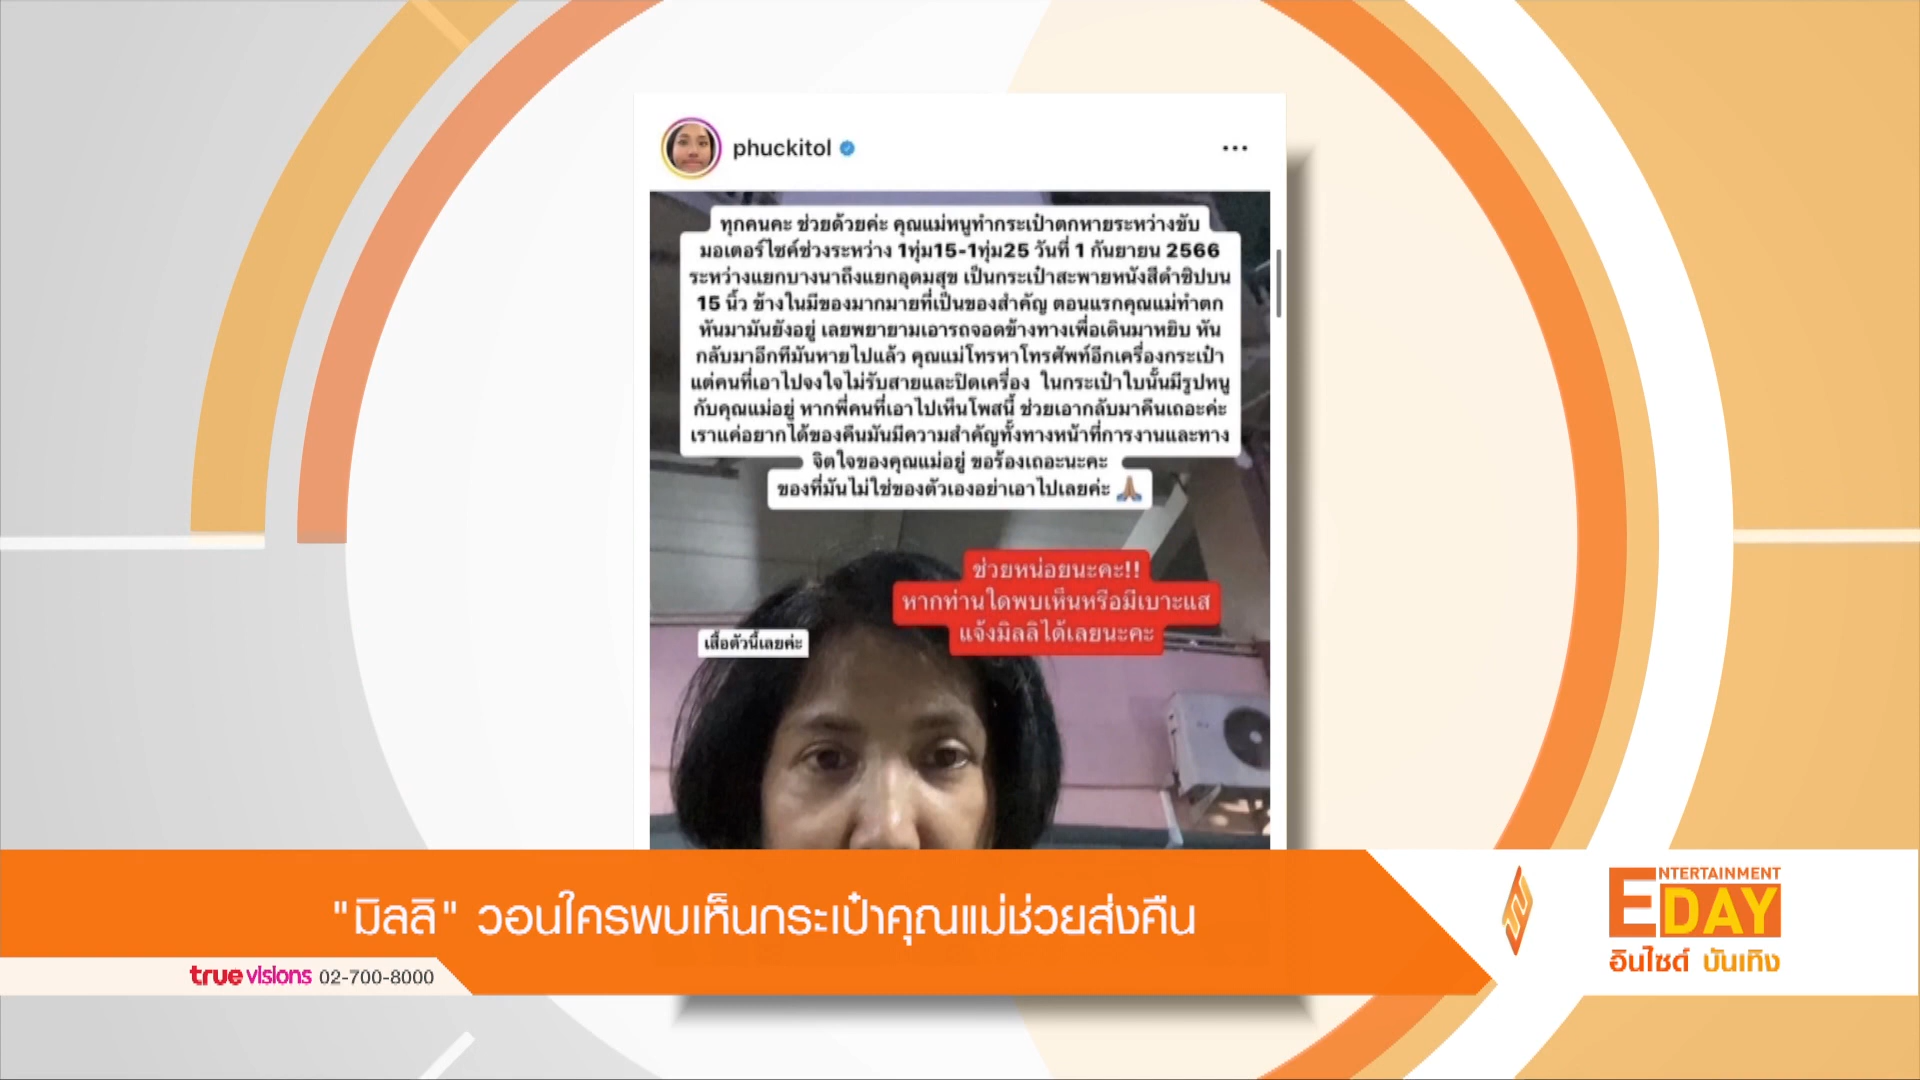 phuckitol
ทุกคนคะ ช่วยด้วยค่ะ คุณแม่หนูทำกระเป๋าตกหายระหว่างขับ
มอเตอร์ไซค์ช่วงระหว่าง 1ทุ่ม15-1ทุ่ม25 วันที่ 1 กันยายน 2566
ระหว่างแยกบางนาถึงแยกอุดมสุข เป็นกระเป๋าสะพายหนังสีดำซิปบน
15 นิ้ว ข้างในมีของมากมายที่เป็นของสำคัญ ตอนแรกคุณแม่ทำตก
หันมามันยังอยู่ เลยพยายามเอารถจอดข้างทางเพื่อเดินมาหยิบ หัน
กลับมาอีกทีมันหายไปแล้ว คุณแม่โทรหาโทรศัพท์อีกเครื่องกระเป๋า
แต่คนที่เอาไปจงใจไม่รับสายและปิดเครื่อง ในกระเป๋าใบนั้นมีรูปหนู
กับคุณแม่อยู่ หากพี่คนที่เอาไปเห็นโพสนี้ ช่วยเอากลับมาคืนเถอะค่ะ
เราแค่อยากได้ของคืนมันมีความสำคัญทั้งทางหน้าที่การงานและทาง
จิตใจของคุณแม่อยู่ ขอร้องเถอะนะคะ
ของที่มันไม่ใช่ของตัวเองอย่าเอาไปเลยค่ะ 🙏🏽
ช่วยหน่อยนะคะ!!
หากท่านใดพบเห็นหรือมีเบาะแส
แจ้งมิลลิได้เลยนะคะ
เสื้อตัวนี้เลยค่ะ
"มิลลิ" วอนใครพบเห็นกระเป๋าคุณแม่ช่วยส่งคืน
truevisions 02-700-8000
ENTERTAINMENT
DAY
อินไซด์ บันเทิง